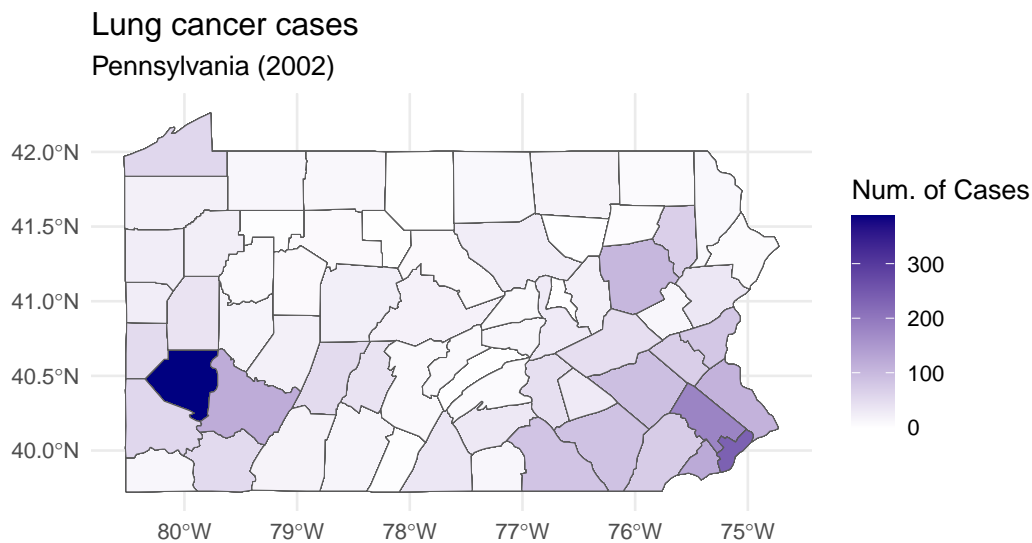 Lung cancer cases
Pennsylvania (2002)
42.0°N
41.5°N
41.0°N
40.5°N
40.0°N
80°W
79°W
78°W
77°W
76°W
75°W
Num. of Cases
300
200
100
0